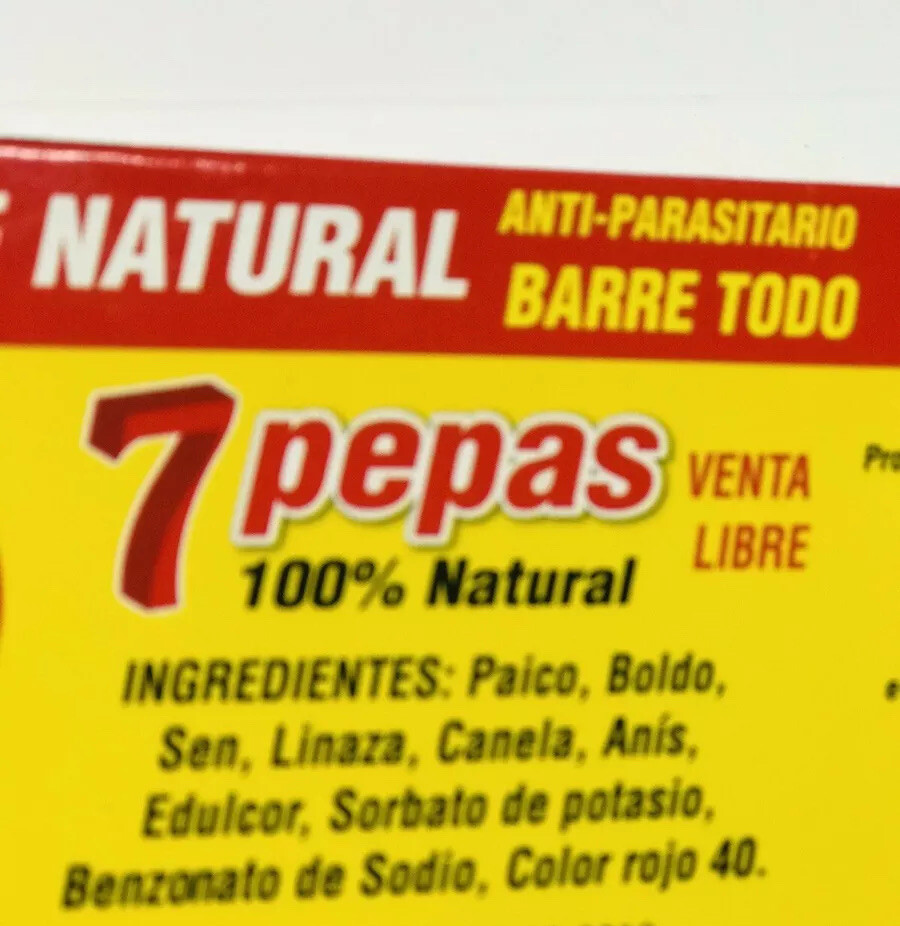 NATURAL
ANTI-PARASITARIO
BARRE TODO
7 pepas
VENTA
LIBRE
100% Natural
INGREDIENTES: Paico, Boldo,
Sen, Linaza, Canela, Anís,
Edulcor, Sorbato de potasio,
Benzonato de Sodio, Color rojo 40.
Pro